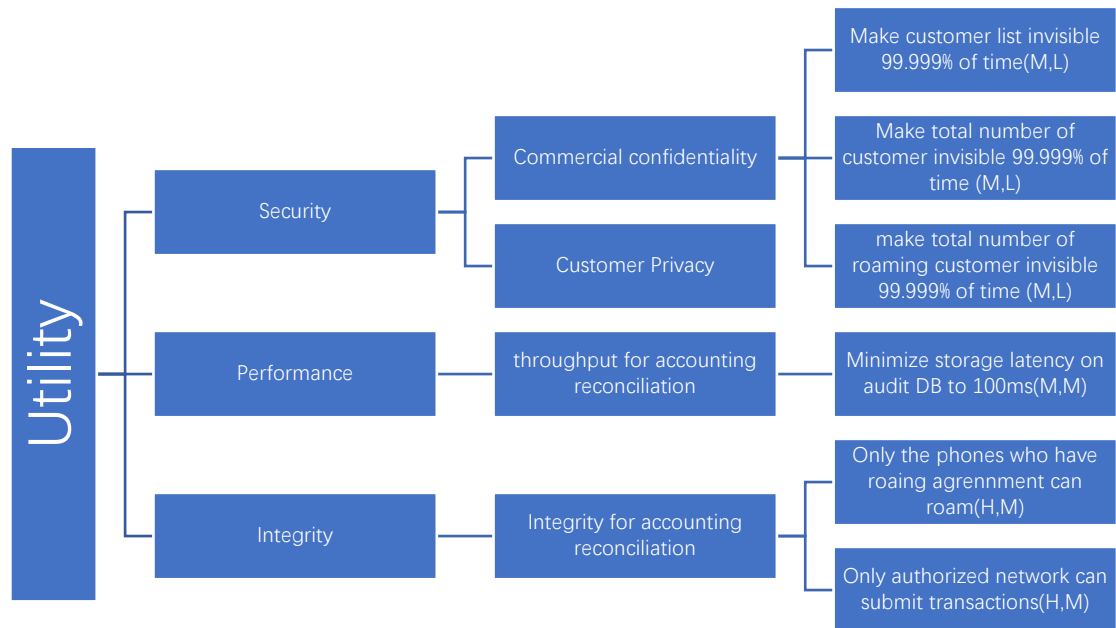 Utility
Security
Performance
Integrity
Commercial confidentiality
Customer Privacy
throughput for accounting
reconciliation
Integrity for accounting
reconciliation
Make customer list invisible
99.999% of time(M,L)
Make total number of
customer invisible 99.999% of
time (M,L)
make total number of
roaming customer invisible
99.999% of time (M,L)
Minimize storage latency on
audit DB to 100ms(M,M)
Only the phones who have
roaing agrennment can
roam(H,M)
Only authorized network can
submit transactions(H,M)